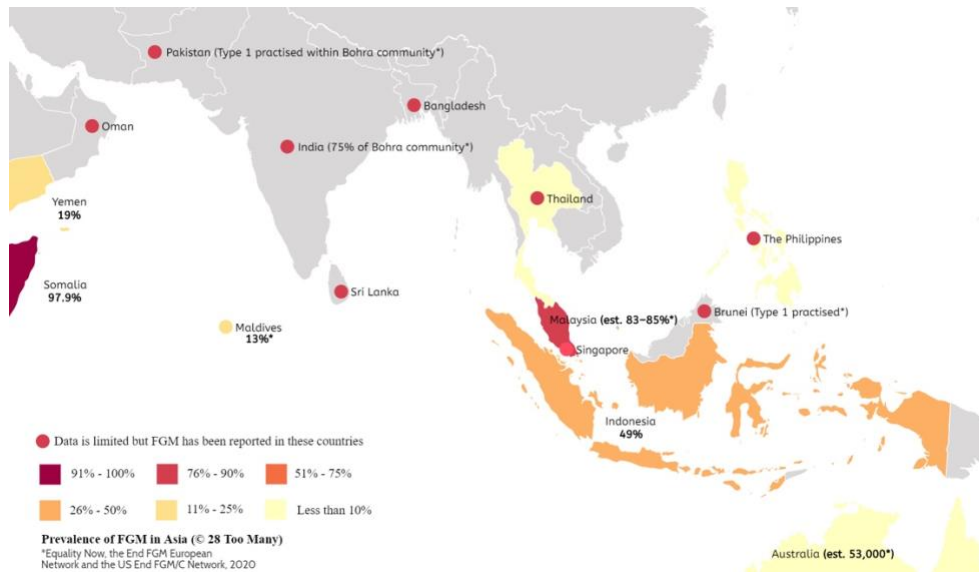 Pakistan (Type 1 practised within Bohra community*)
Bangladesh
Oman
India (75% of Bohra community*)
Yemen
19%
Thailand
The Philippines
Somalia
97.9%
Sri Lanka
Maldives
13%*
Malaysia (est. 83–85%*)
Brunei (Type 1 practised*)
Singapore
Indonesia
49%
Data is limited but FGM has been reported in these countries
91% - 100%
76% - 90%
51% - 75%
26% - 50%
11% - 25%
Less than 10%
Prevalence of FGM in Asia (© 28 Too Many)
*Equality Now, the End FGM European
Network and the US End FGM/C Network, 2020
Australia (est. 53,000*)